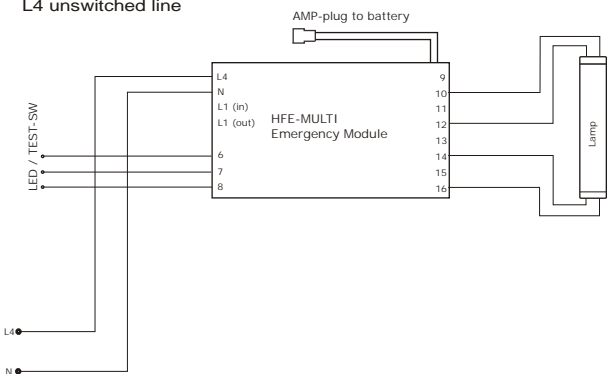 L4 unswitched line
AMP-plug to battery
L4
N
L1 (in)
L1 (out)
6
7
8
HFE-MULTI
Emergency Module
9
10
11
12
13
14
15
16
Lamp
LED / TEST-SW
L4
N